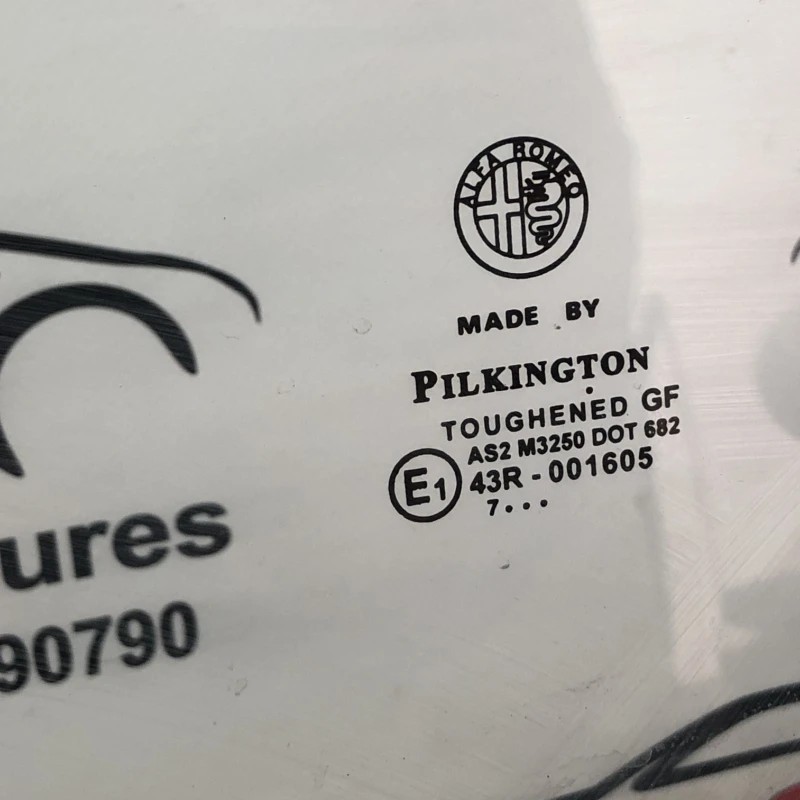 ALFA ROMEO
MADE BY
PILKINGTON
TOUGHENED GF
AS2 M3250 DOT 682
E1 43R - 001605
7...
ures
90790